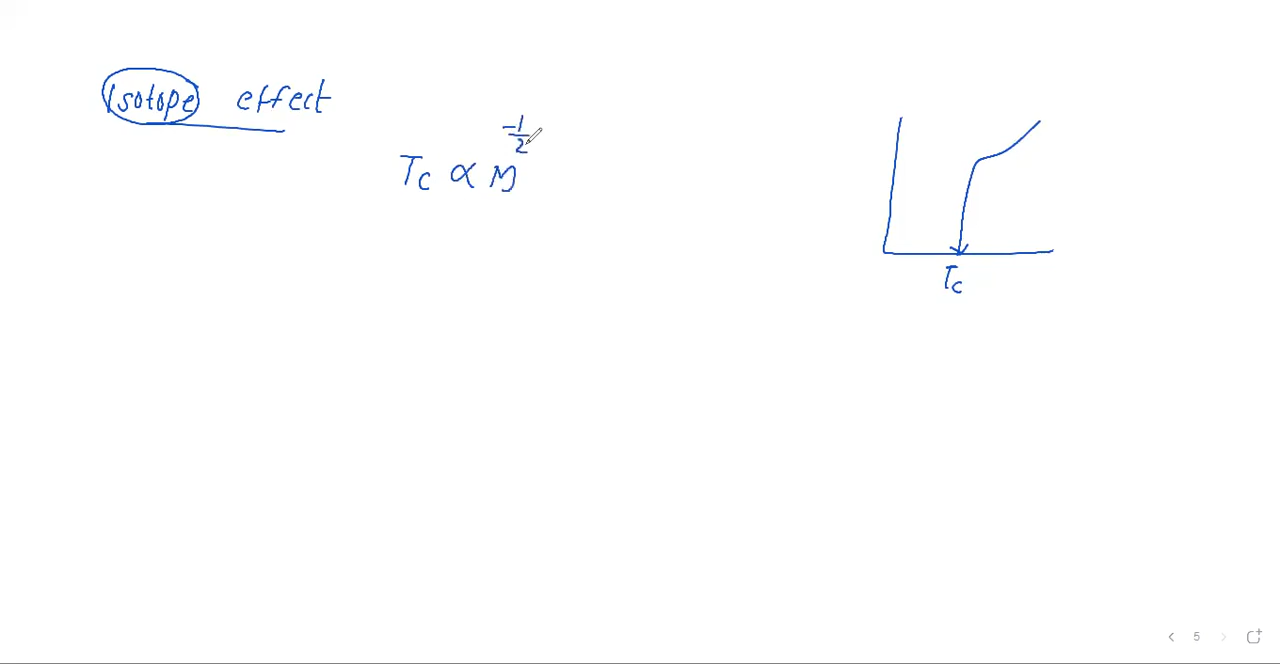 Isotope effect
Tc ∝ M^-1/2
Tc
5